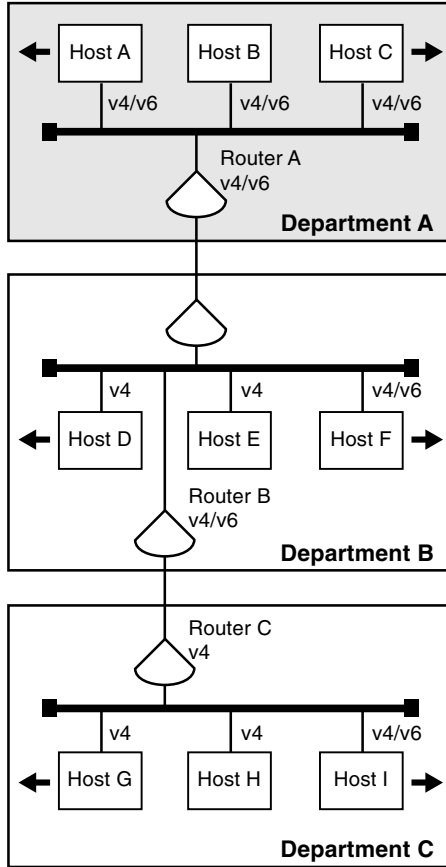 Host A Host B Host C
v4/v6 v4/v6 v4/v6
Router A
v4/v6
Department A
v4 v4 v4/v6
Host D Host E Host F
Router B
v4/v6
Department B
Router C
v4
v4 v4 v4/v6
Host G Host H Host I
Department C